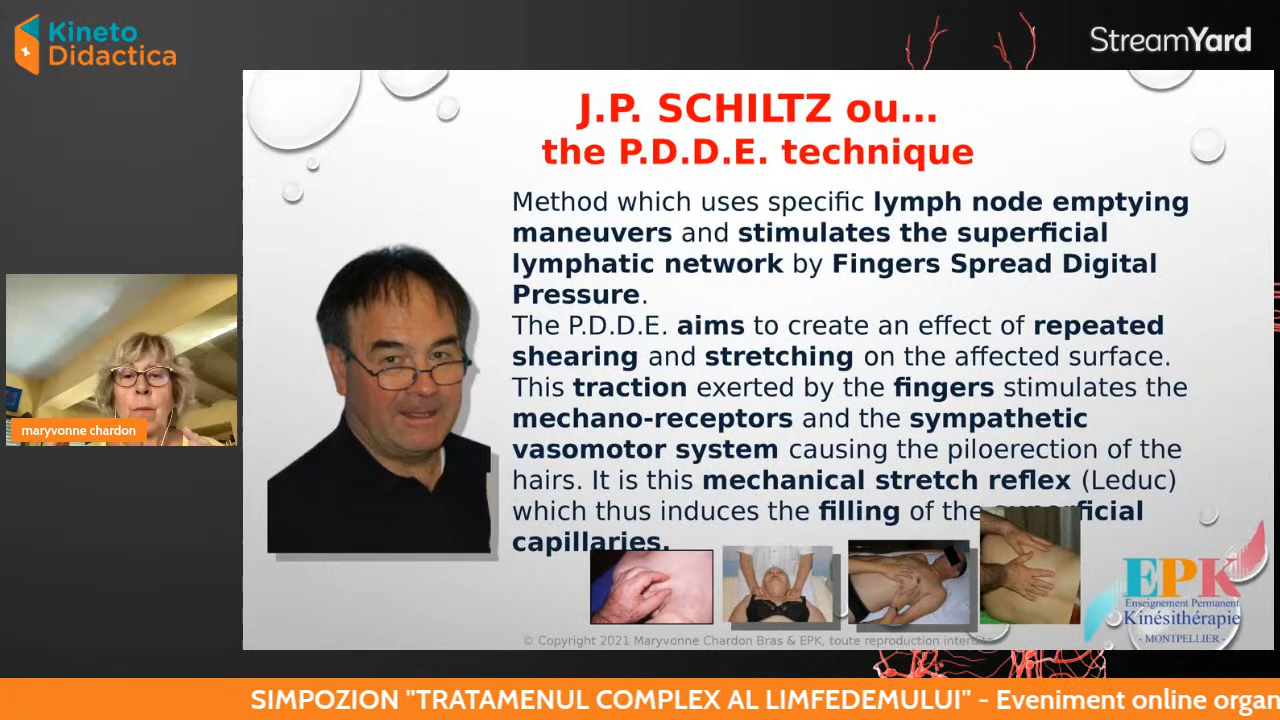 Kineto
Didactica
StreamYard
J.P. SCHILTZ ou...
the P.D.D.E. technique
Method which uses specific lymph node emptying
maneuvers and stimulates the superficial
lymphatic network by Fingers Spread Digital
Pressure.
The P.D.D.E. aims to create an effect of repeated
shearing and stretching on the affected surface.
This traction exerted by the fingers stimulates the
mechano-receptors and the sympathetic
vasomotor system causing the piloerection of the
hairs. It is this mechanical stretch reflex (Leduc)
which thus induces the filling of the superficial
capillaries.
maryvonne chardon
EPK
Enseignement Permanent
Kinésithérapie
- MONTPELLIER -
© Copyright 2021 Maryvonne Chardon Bras & EPK, toute reproduction interdite
SIMPOZION "TRATAMENUL COMPLEX AL LIMFEDEMULUI" - Eveniment online organ